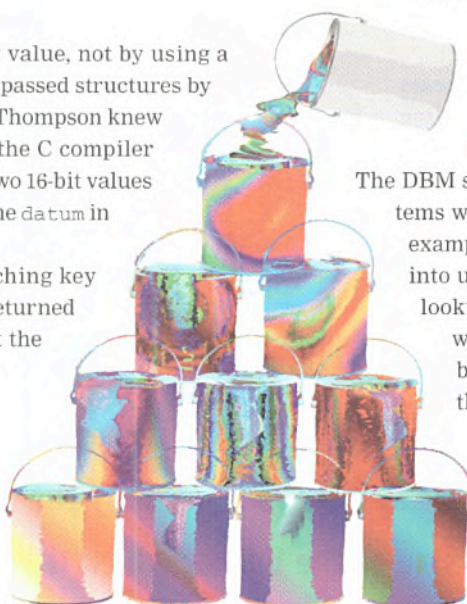 value, not by using a
passed structures by
Thompson knew
the C compiler
wo 16-bit values
he datum in
ching key
eturned
t the
The DBM s
tems w
examp
into u
look
w
b
th